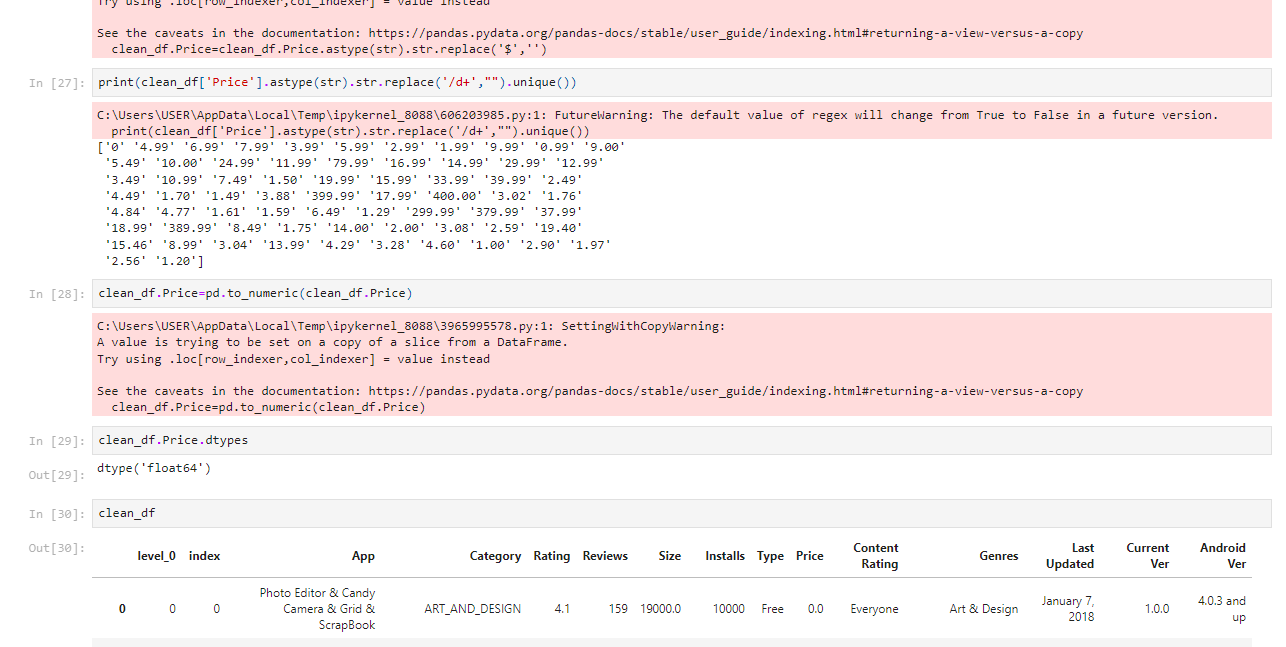 Try using .loc[row_indexer,col_indexer] = value instead
See the caveats in the documentation: https://pandas.pydata.org/pandas-docs/stable/user_guide/indexing.html#returning-a-view-versus-a-copy
clean_df.Price=clean_df.Price.astype(str).str.replace('$','')
In [27]: print(clean_df['Price'].astype(str).str.replace('/d+',"").unique())
C:\Users\USER\AppData\Local\Temp\ipykernel_8088\606203985.py:1: FutureWarning: The default value of regex will change from True to False in a future version.
print(clean_df['Price'].astype(str).str.replace('/d+',"").unique())
['0' '4.99' '6.99' '7.99' '3.99' '5.99' '2.99' '1.99' '9.99' '0.99' '9.00'
'5.49' '10.00' '24.99' '11.99' '79.99' '16.99' '14.99' '29.99' '12.99'
'3.49' '10.99' '7.49' '1.50' '19.99' '15.99' '33.99' '39.99' '2.49'
'4.49' '1.70' '1.49' '3.88' '399.99' '17.99' '400.00' '3.02' '1.76'
'4.84' '4.77' '1.61' '1.59' '6.49' '1.29' '299.99' '379.99' '37.99'
'18.99' '389.99' '8.49' '1.75' '14.00' '2.00' '3.08' '2.59' '19.40'
'15.46' '8.99' '3.04' '13.99' '4.29' '3.28' '4.60' '1.00' '2.90' '1.97'
'2.56' '1.20']
In [28]: clean_df.Price=pd.to_numeric(clean_df.Price)
C:\Users\USER\AppData\Local\Temp\ipykernel_8088\3965995578.py:1: SettingWithCopyWarning:
A value is trying to be set on a copy of a slice from a DataFrame.
Try using .loc[row_indexer,col_indexer] = value instead
See the caveats in the documentation: https://pandas.pydata.org/pandas-docs/stable/user_guide/indexing.html#returning-a-view-versus-a-copy
clean_df.Price=pd.to_numeric(clean_df.Price)
In [29]: clean_df.Price.dtypes
Out[29]: dtype('float64')
In [30]: clean_df
Out[30]:
level_0 index App Category Rating Reviews Size Installs Type Price Content Rating Genres Last Updated Current Ver Android Ver
0 0 0 Photo Editor & Candy Camera & Grid & ScrapBook ART_AND_DESIGN 4.1 159 19000.0 10000 Free 0.0 Everyone Art & Design January 7, 2018 1.0.0 4.0.3 and up